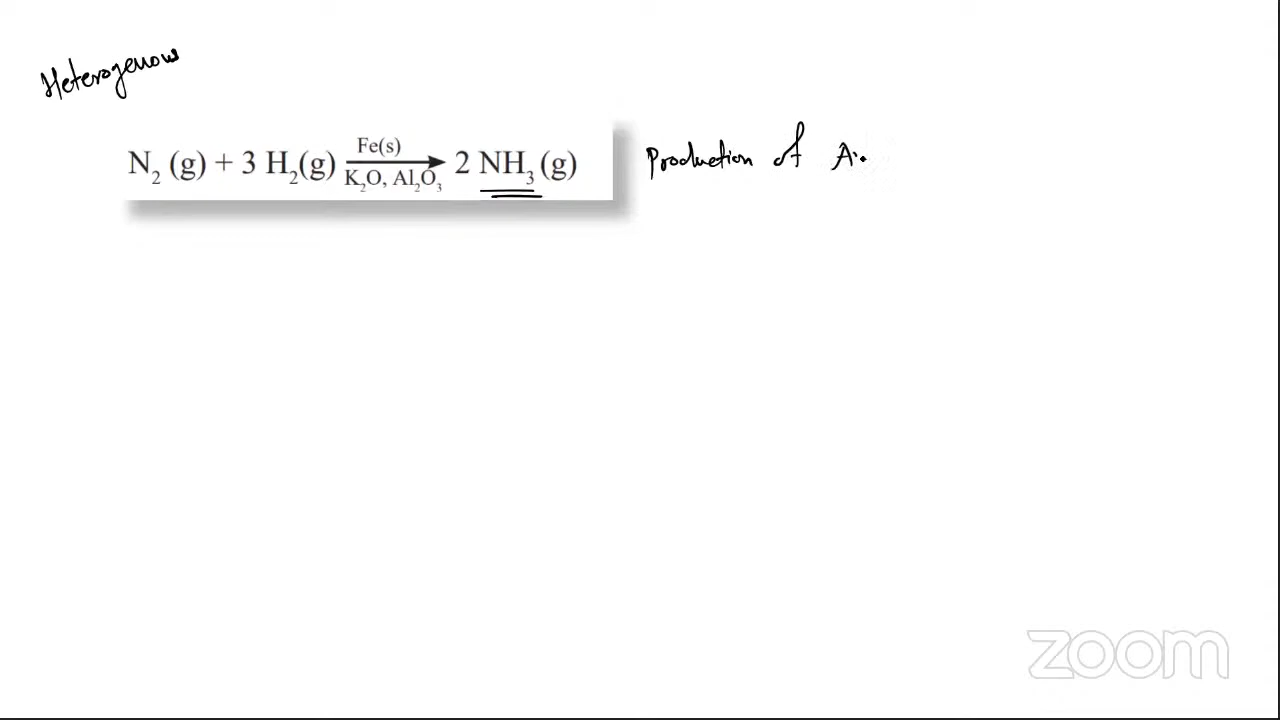 Heterogenous
N₂ (g) + 3 H₂(g) Fe(s) K₂O, Al₂O₃ → 2 NH₃ (g) Production of A
zoom